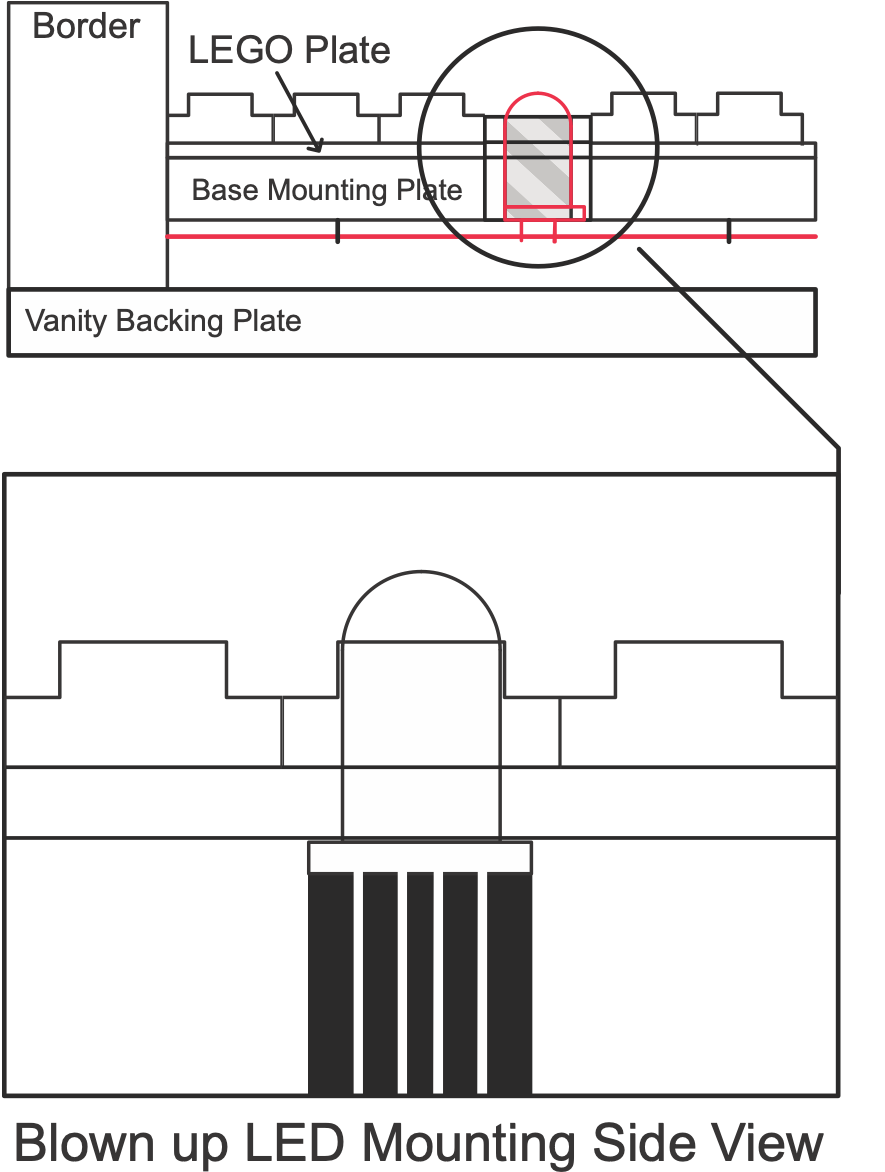 Border
LEGO Plate
Base Mounting Plate
Vanity Backing Plate
Blown up LED Mounting Side View